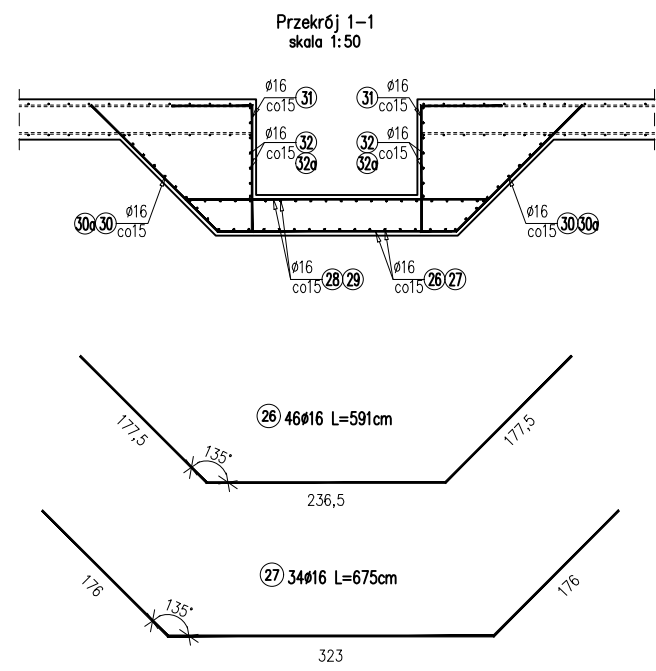 Przekrój 1-1
skala 1:50
ø16 co15 31
31 ø16 co15
ø16 co15 32 32a
32 32a ø16 co15
30a 30 ø16 co15
ø16 co15 30 30a
ø16 co15 28 29
ø16 co15 26 27
177,5
26 46ø16 L=591cm
177,5
135°
236,5
27 34ø16 L=675cm
176
135°
176
323